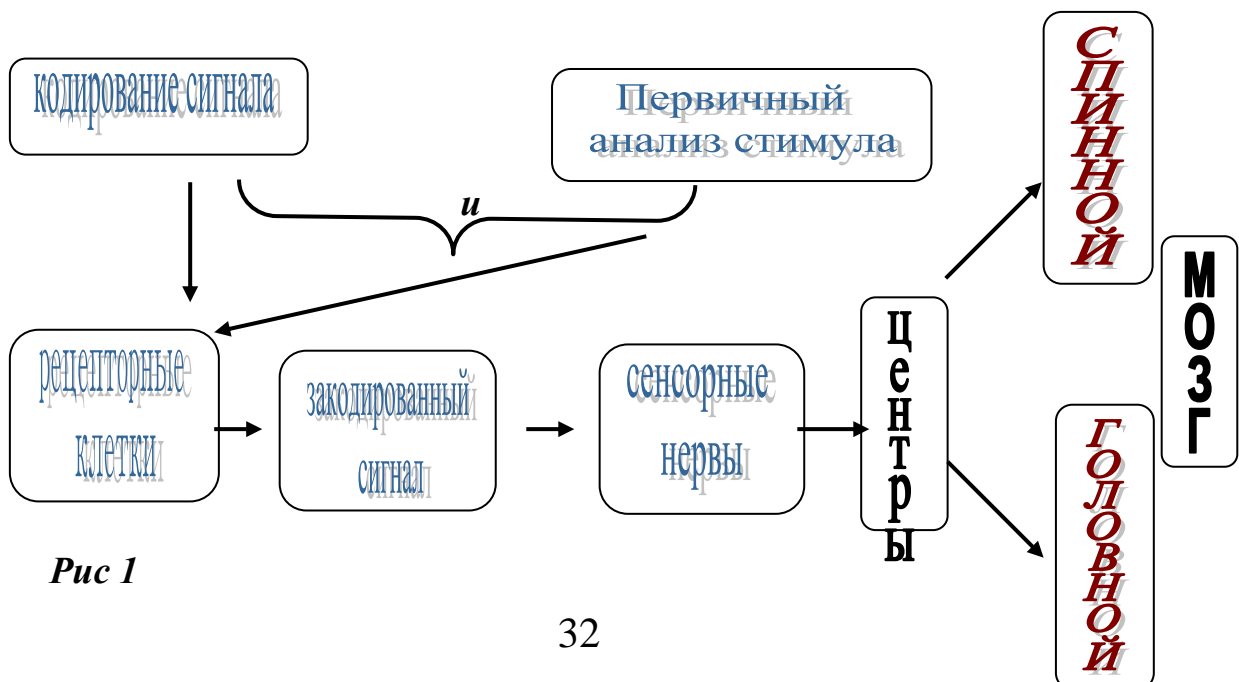 кодирование сигнала
Первичный
анализ стимула
и
рецепторные
клетки
закодированный
сигнал
сенсорные
нервы
центры
СПИННОЙ
ГОЛОВНОЙ
МОЗГ
Рис 1
32